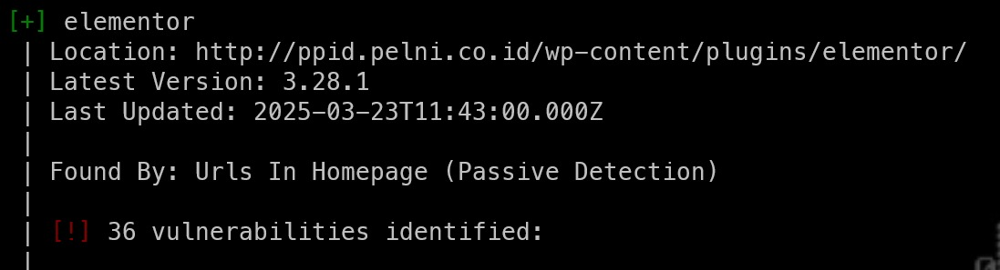 [+] elementor
| Location: http://ppid.pelni.co.id/wp-content/plugins/elementor/
| Latest Version: 3.28.1
| Last Updated: 2025-03-23T11:43:00.000Z
|
| Found By: Urls In Homepage (Passive Detection)
|
| [!] 36 vulnerabilities identified:
|